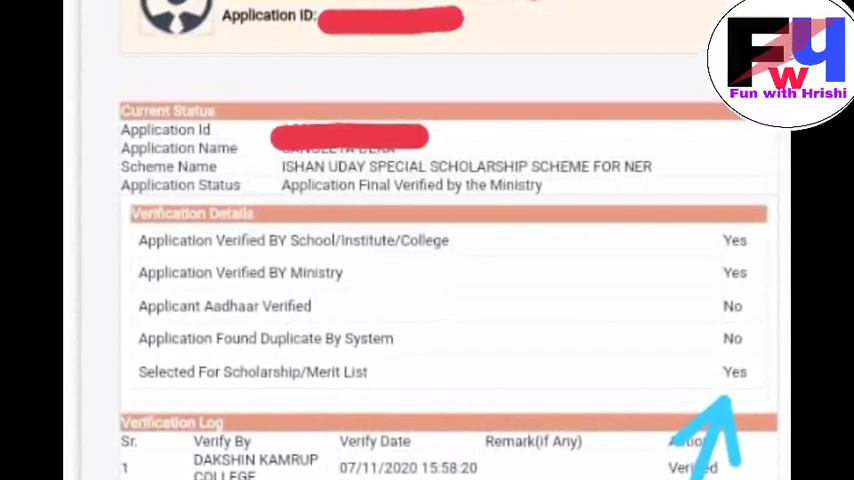 Application ID:
Current Status
Application Id
Application Name
Scheme Name ISHAN UDAY SPECIAL SCHOLARSHIP SCHEME FOR NER
Application Status Application Final Verified by the Ministry
Verification Details
Application Verified BY School/Institute/College Yes
Application Verified BY Ministry Yes
Applicant Aadhaar Verified No
Application Found Duplicate By System No
Selected For Scholarship/Merit List Yes
Verification Log
Sr. Verify By Verify Date Remark(if Any) Action
1 DAKSHIN KAMRUP COLLEGE 07/11/2020 15:58:20 Verified
FwH
Fun with Hrishi